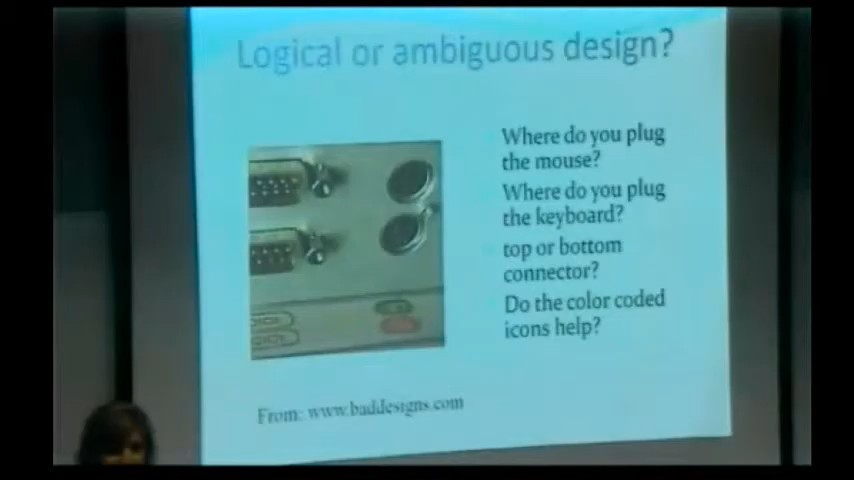 Logical or ambiguous design?
Where do you plug
the mouse?
Where do you plug
the keyboard?
top or bottom
connector?
Do the color coded
icons help?
From: www.baddesigns.com